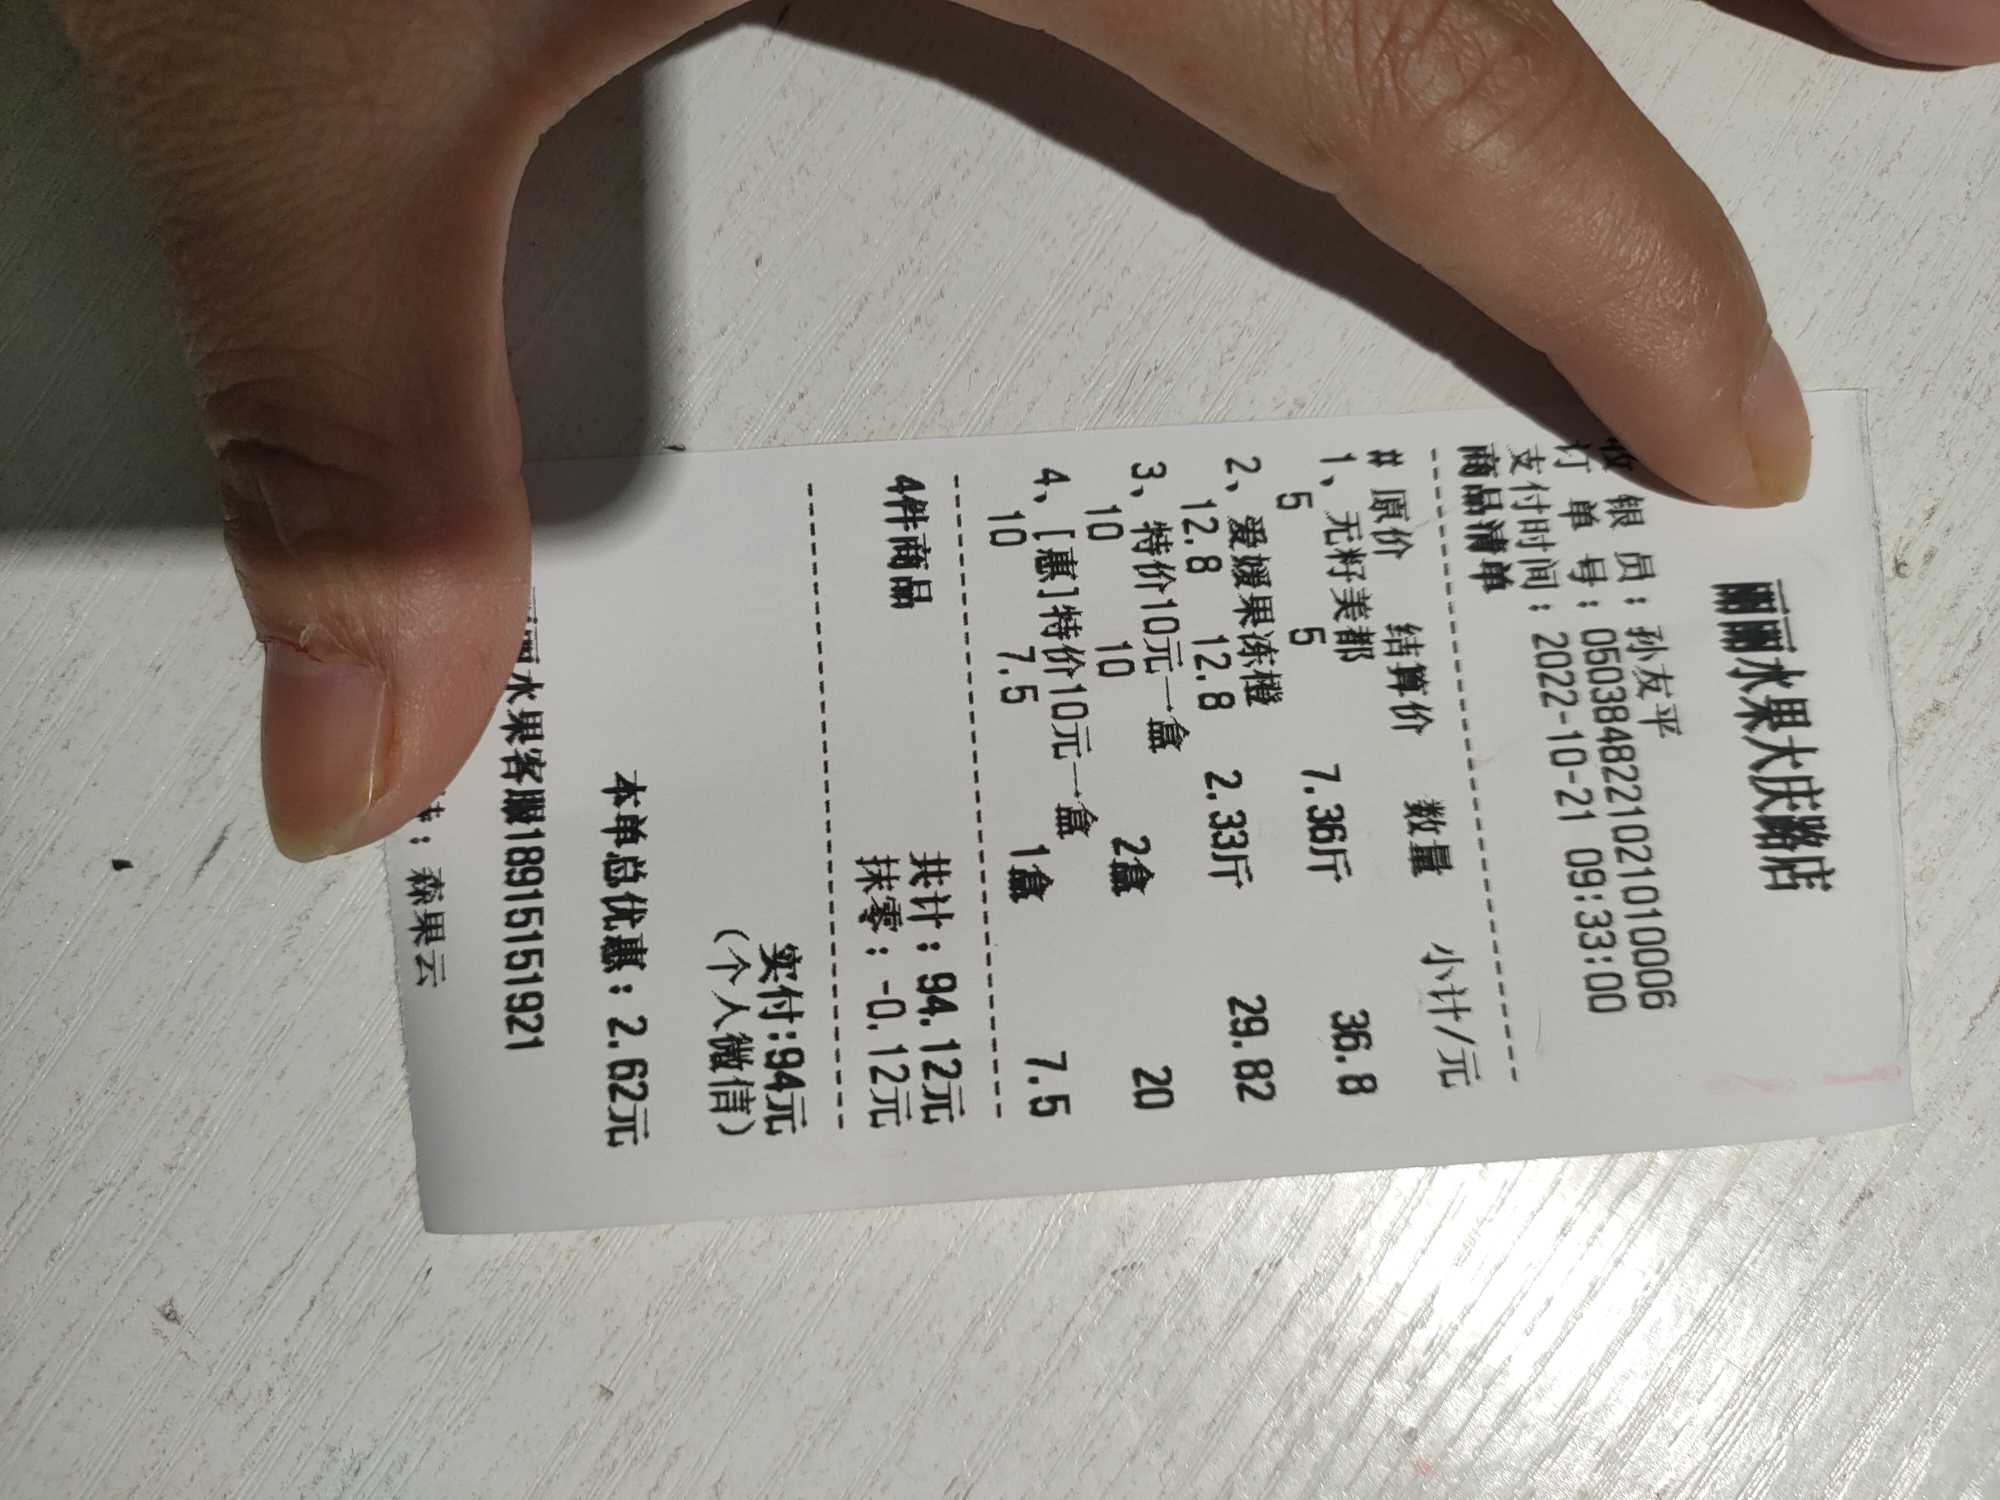 丽丽水果大庆路店
收 银 员：孙友平
订 单 号：0503848221021010006
支付时间：2022-10-21 09:33:00
商品清单
# 原价 结算价 数量 小计/元
1、无籽美都
5 5 7.36斤 36.8
2、爱媛果冻橙
12.8 12.8 2.33斤 29.82
3、特价10元一盒
10 10 2盒 20
4、[惠]特价10元一盒
10 7.5 1盒 7.5
4件商品 共计：94.12元
抹零：-0.12元
实付:94元
(个人微信)
本单总优惠：2.62元
丽水果客服18915151921
：森果云